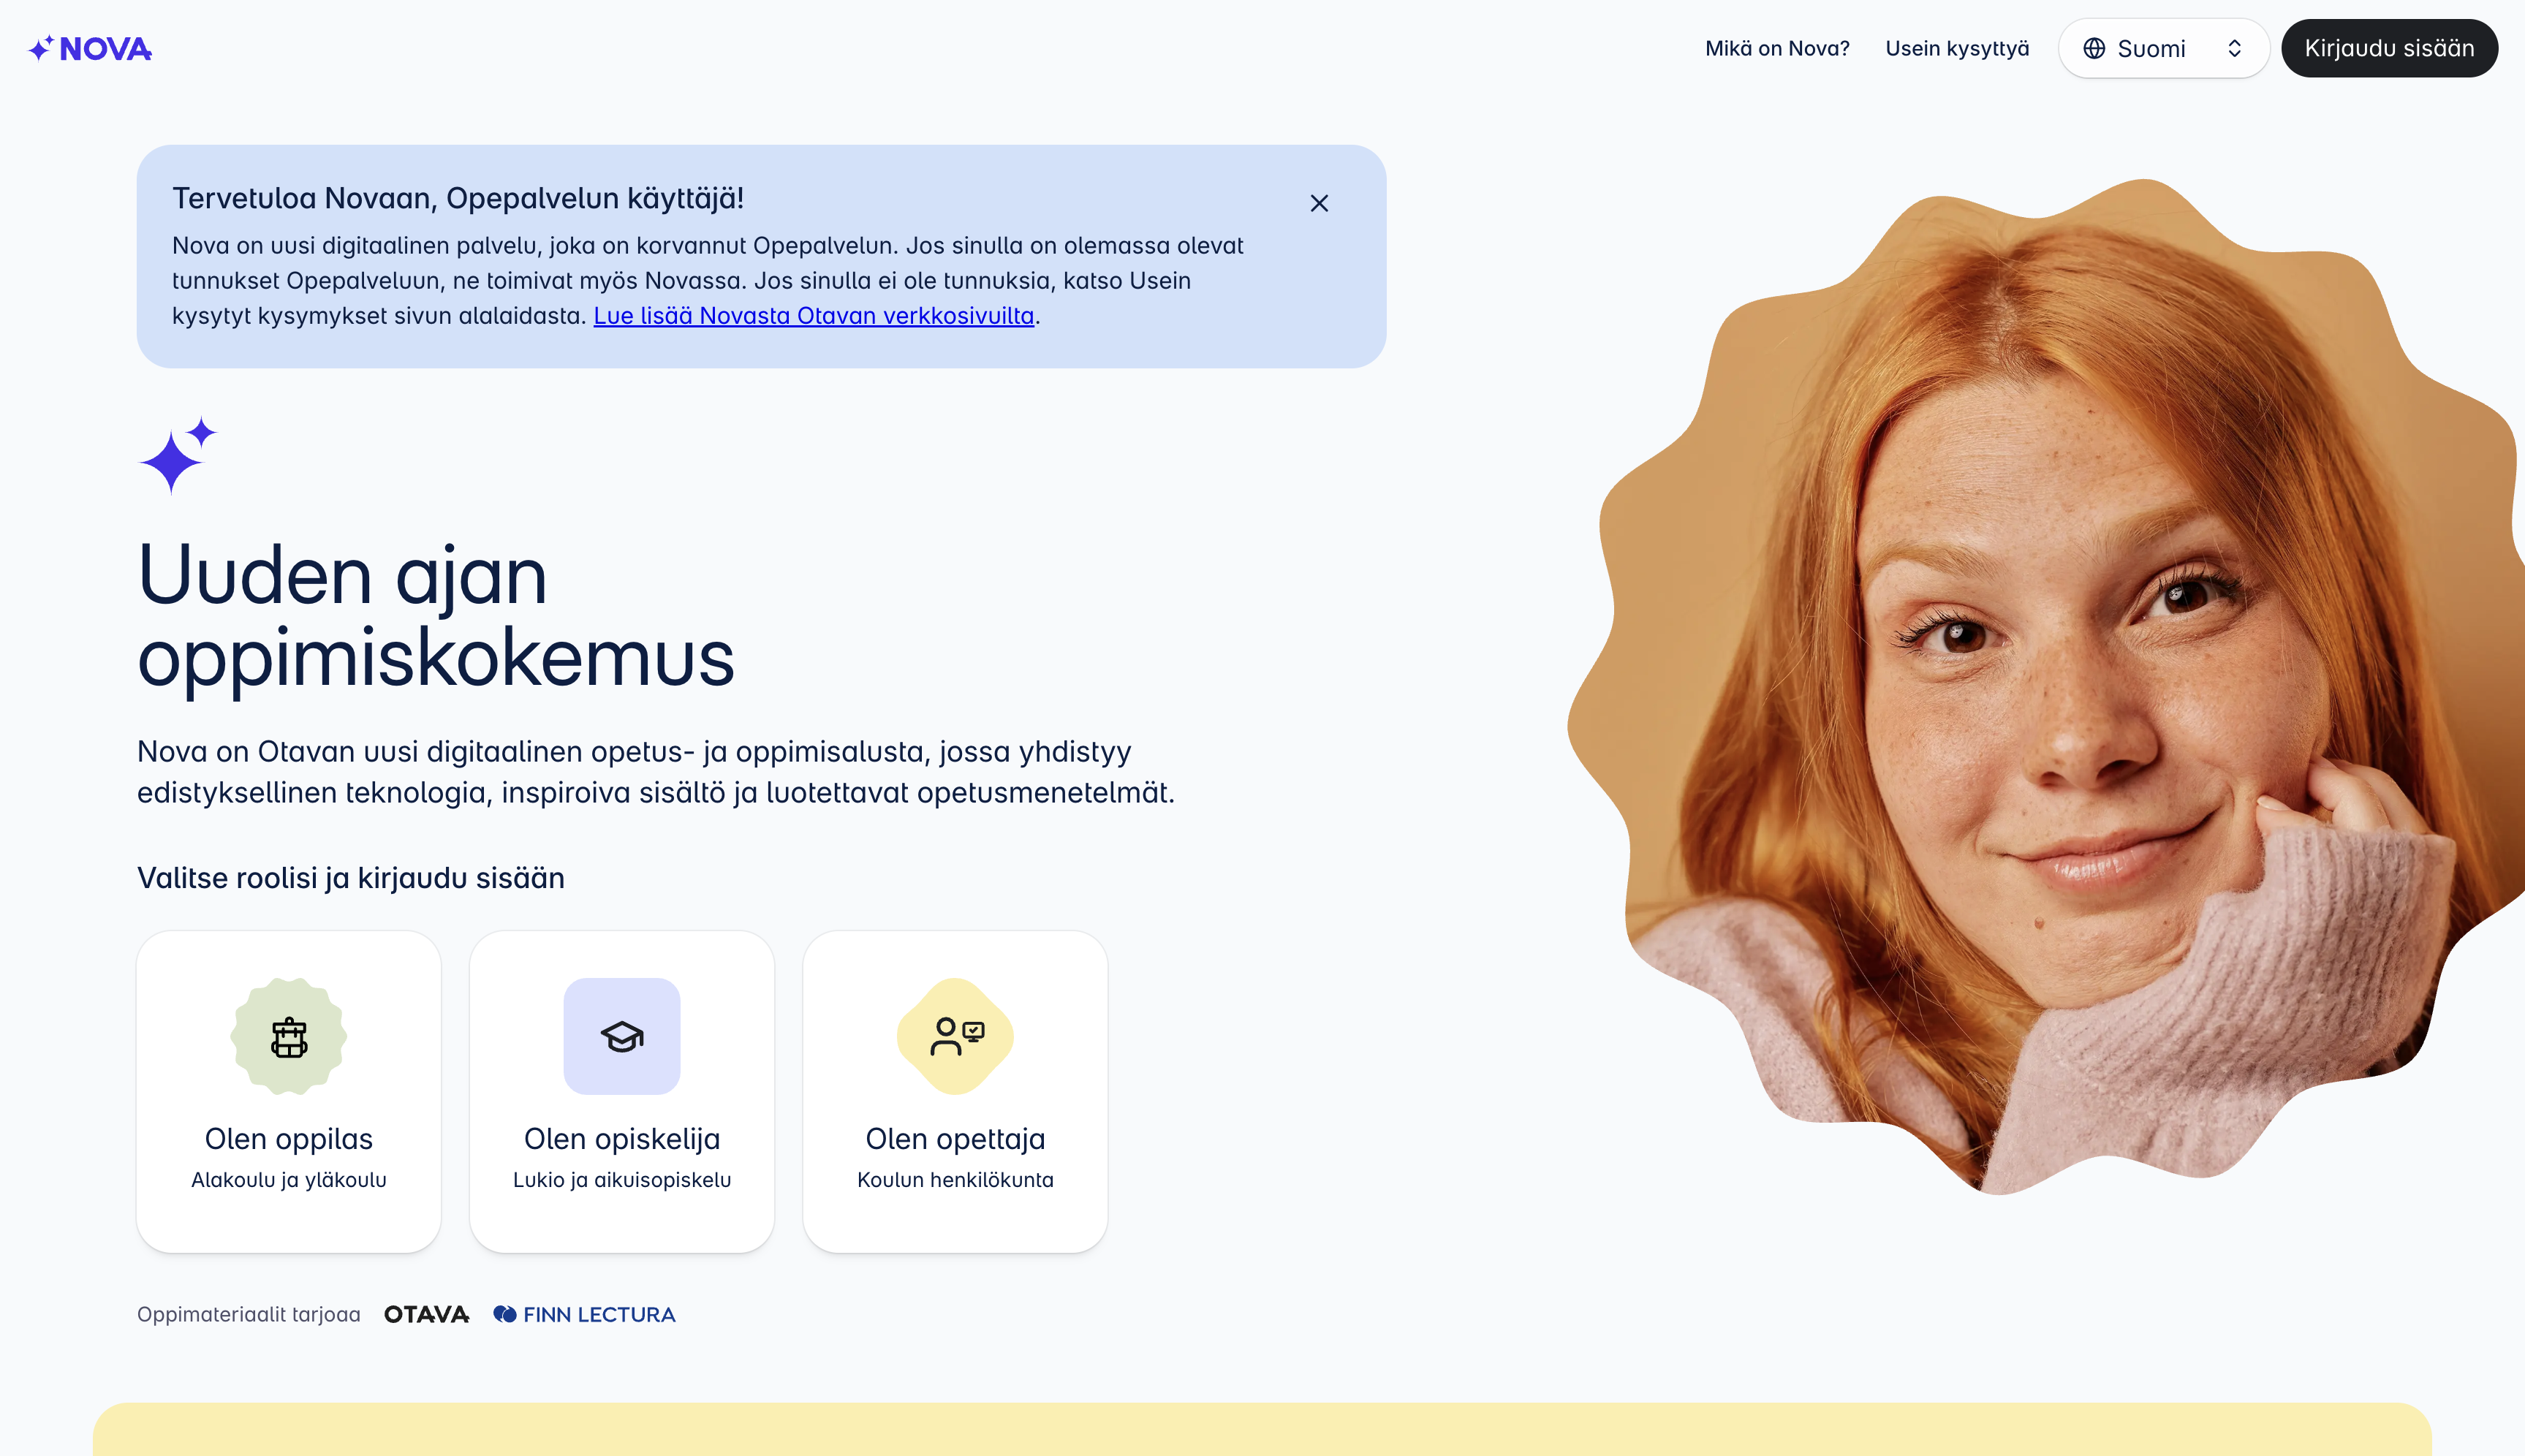 NOVA
Mikä on Nova?
Usein kysyttyä
Suomi
Kirjaudu sisään
Tervetuloa Novaan, Opepalvelun käyttäjä!
Nova on uusi digitaalinen palvelu, joka on korvannut Opepalvelun. Jos sinulla on olemassa olevat
tunnukset Opepalveluun, ne toimivat myös Novassa. Jos sinulla ei ole tunnuksia, katso Usein
kysytyt kysymykset sivun alalaidasta. Lue lisää Novasta Otavan verkkosivuilta.
Uuden ajan
oppimiskokemus
Nova on Otavan uusi digitaalinen opetus- ja oppimisalusta, jossa yhdistyy
edistyksellinen teknologia, inspiroiva sisältö ja luotettavat opetusmenetelmät.
Valitse roolisi ja kirjaudu sisään
Olen oppilas
Alakoulu ja yläkoulu
Olen opiskelija
Lukio ja aikuisopiskelu
Olen opettaja
Koulun henkilökunta
Oppimateriaalit tarjoaa OTAVA FINN LECTURA